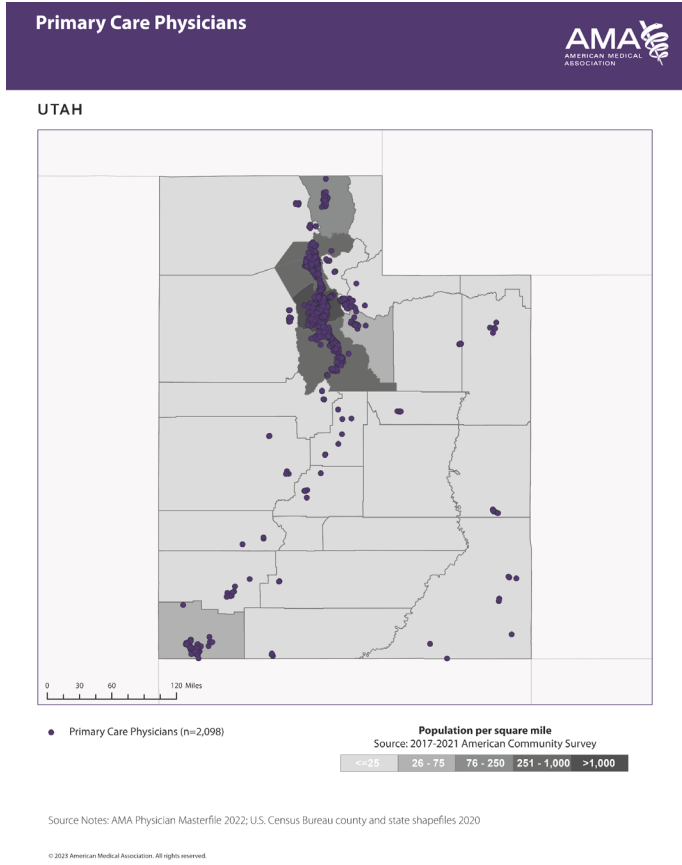 Primary Care Physicians
AMA
AMERICAN MEDICAL
ASSOCIATION
UTAH
0 30 60 120 Miles
Primary Care Physicians (n=2,098)
Population per square mile
Source: 2017-2021 American Community Survey
<=25 26 - 75 76 - 250 251 - 1,000 >1,000
Source Notes: AMA Physician Masterfile 2022; U.S. Census Bureau county and state shapefiles 2020
© 2023 American Medical Association. All rights reserved.